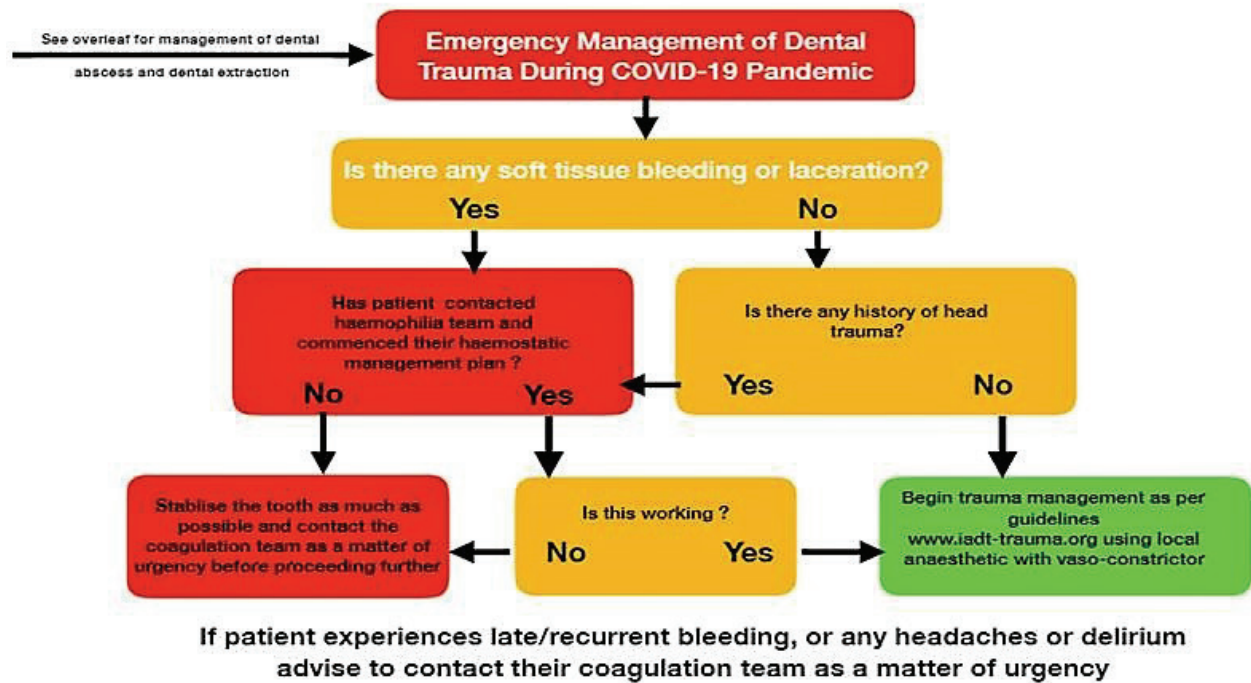 See overleaf for management of dental
abscess and dental extraction
Emergency Management of Dental
Trauma During COVID-19 Pandemic
Is there any soft tissue bleeding or laceration?
Yes
No
Has patient contacted
haemophilia team and
commenced their haemostatic
management plan ?
No
Yes
Is there any history of head
trauma?
Yes
No
Stablise the tooth as much as
possible and contact the
coagulation team as a matter of
urgency before proceeding further
Is this working ?
No
Yes
Begin trauma management as per
guidelines
www.iadt-trauma.org using local
anaesthetic with vaso-constrictor
If patient experiences late/recurrent bleeding, or any headaches or delirium
advise to contact their coagulation team as a matter of urgency